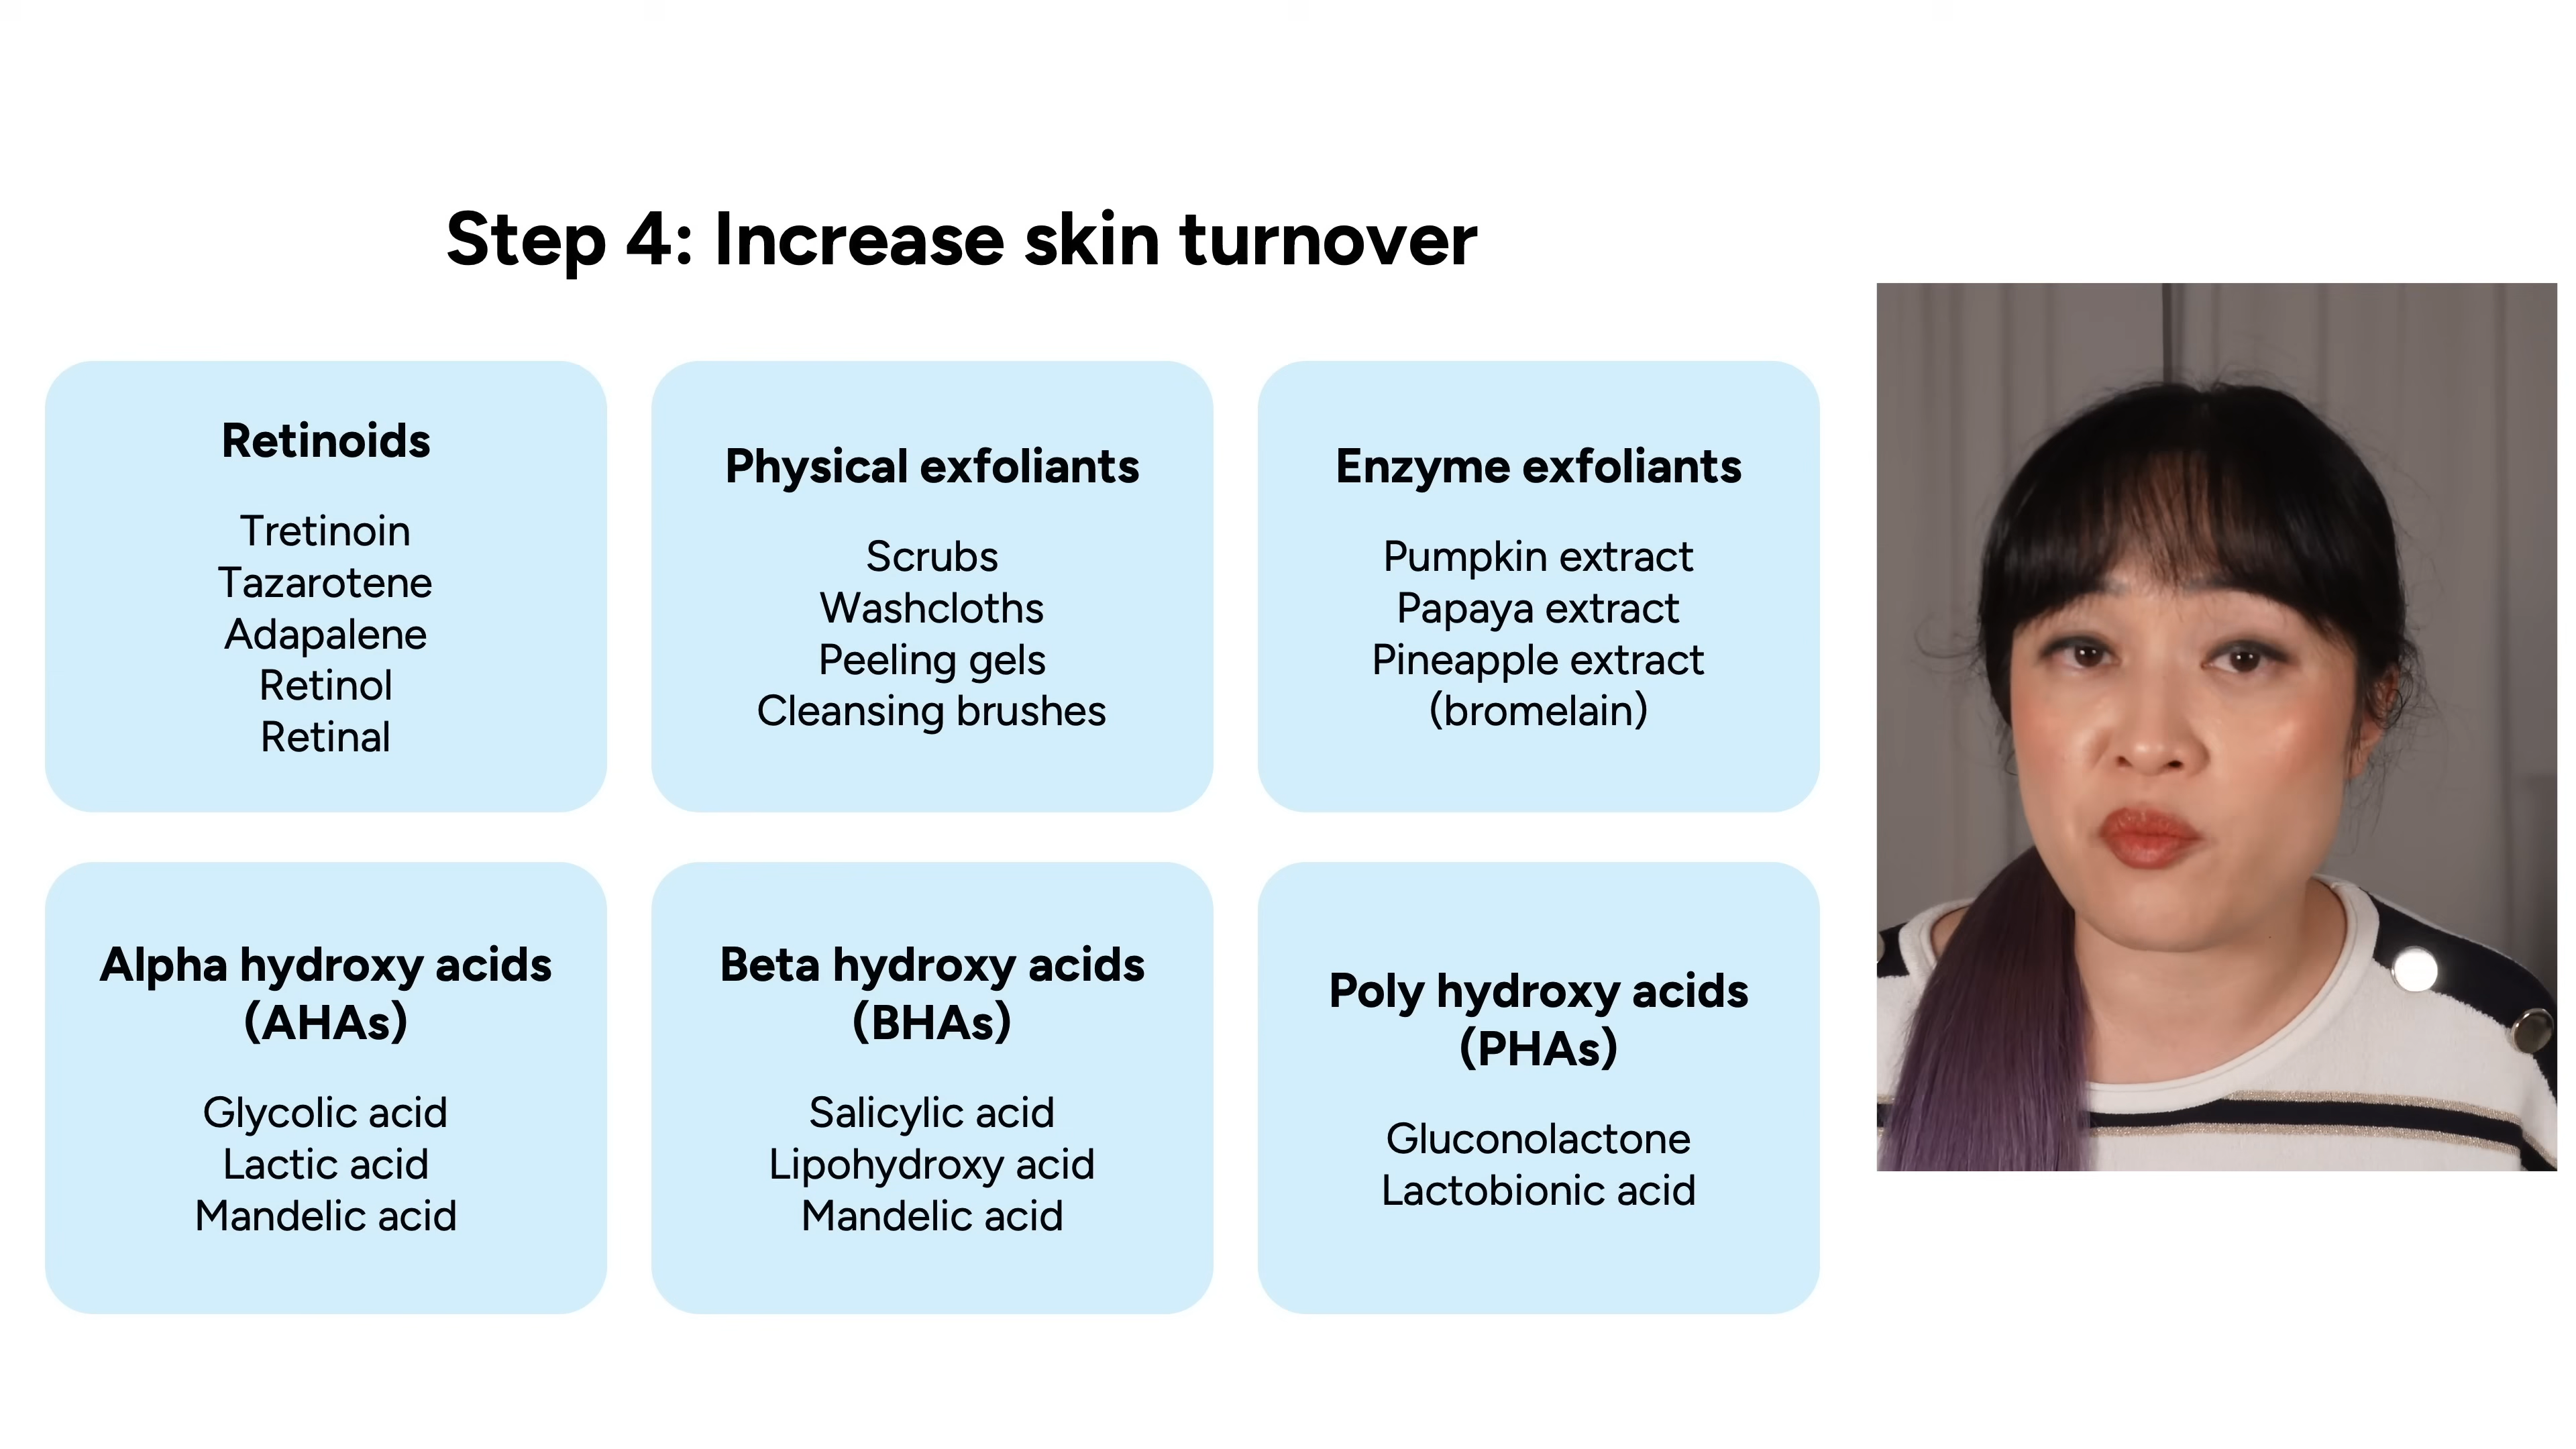 Step 4: Increase skin turnover
Retinoids
Tretinoin
Tazarotene
Adapalene
Retinol
Retinal
Physical exfoliants
Scrubs
Washcloths
Peeling gels
Cleansing brushes
Enzyme exfoliants
Pumpkin extract
Papaya extract
Pineapple extract
(bromelain)
Alpha hydroxy acids
(AHAs)
Glycolic acid
Lactic acid
Mandelic acid
Beta hydroxy acids
(BHAs)
Salicylic acid
Lipohydroxy acid
Mandelic acid
Poly hydroxy acids
(PHAs)
Gluconolactone
Lactobionic acid